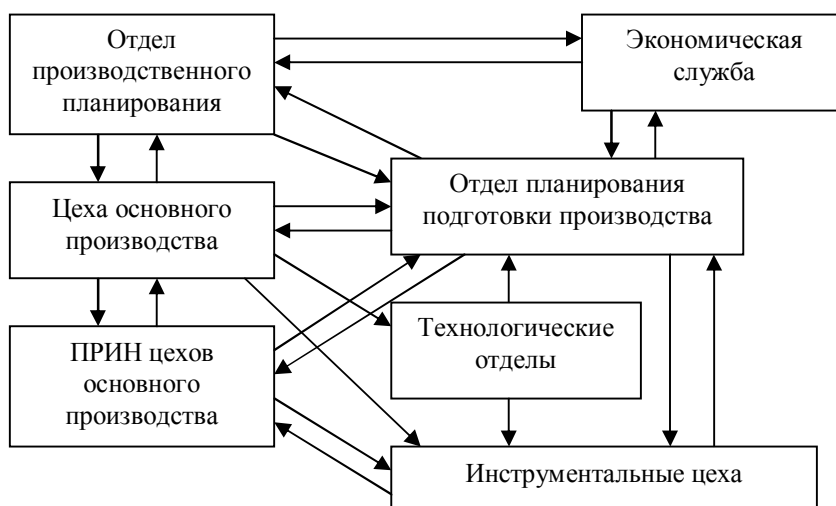 Отдел
производственного
планирования
Экономическая
служба
Цеха основного
производства
Отдел планирования
подготовки производства
ПРИН цехов
основного
производства
Технологические
отделы
Инструментальные цеха